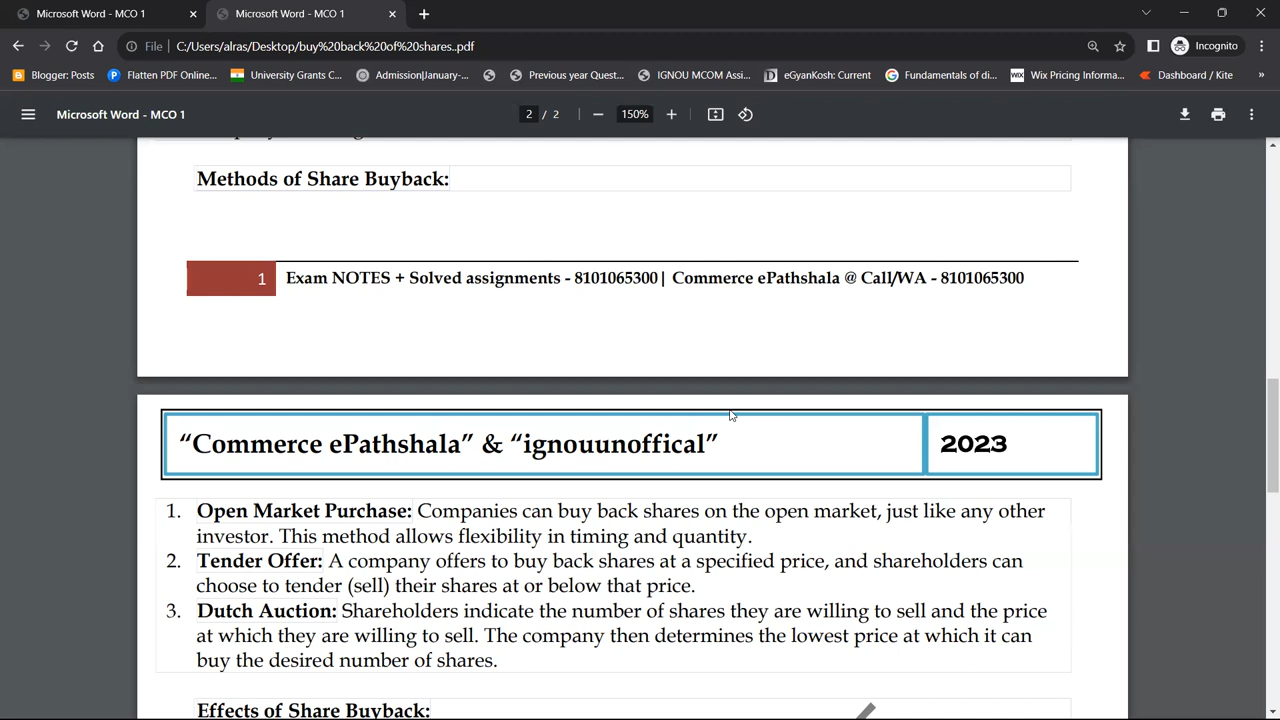 Microsoft Word - MCO 1
Microsoft Word - MCO 1
File C:/Users/alras/Desktop/buy%20back%20of%20shares..pdf
Incognito
Blogger: Posts
Flatten PDF Online...
University Grants C...
Admission|January-...
Previous year Quest...
IGNOU MCOM Assi...
eGyanKosh: Current
Fundamentals of di...
Wix Pricing Informa...
Dashboard / Kite
»
Microsoft Word - MCO 1
2 / 2
150%
Methods of Share Buyback:
1 Exam NOTES + Solved assignments - 8101065300| Commerce ePathshala @ Call/WA - 8101065300
“Commerce ePathshala” & “ignouunoffical” 2023
1. Open Market Purchase: Companies can buy back shares on the open market, just like any other
investor. This method allows flexibility in timing and quantity.
2. Tender Offer: A company offers to buy back shares at a specified price, and shareholders can
choose to tender (sell) their shares at or below that price.
3. Dutch Auction: Shareholders indicate the number of shares they are willing to sell and the price
at which they are willing to sell. The company then determines the lowest price at which it can
buy the desired number of shares.
Effects of Share Buyback: